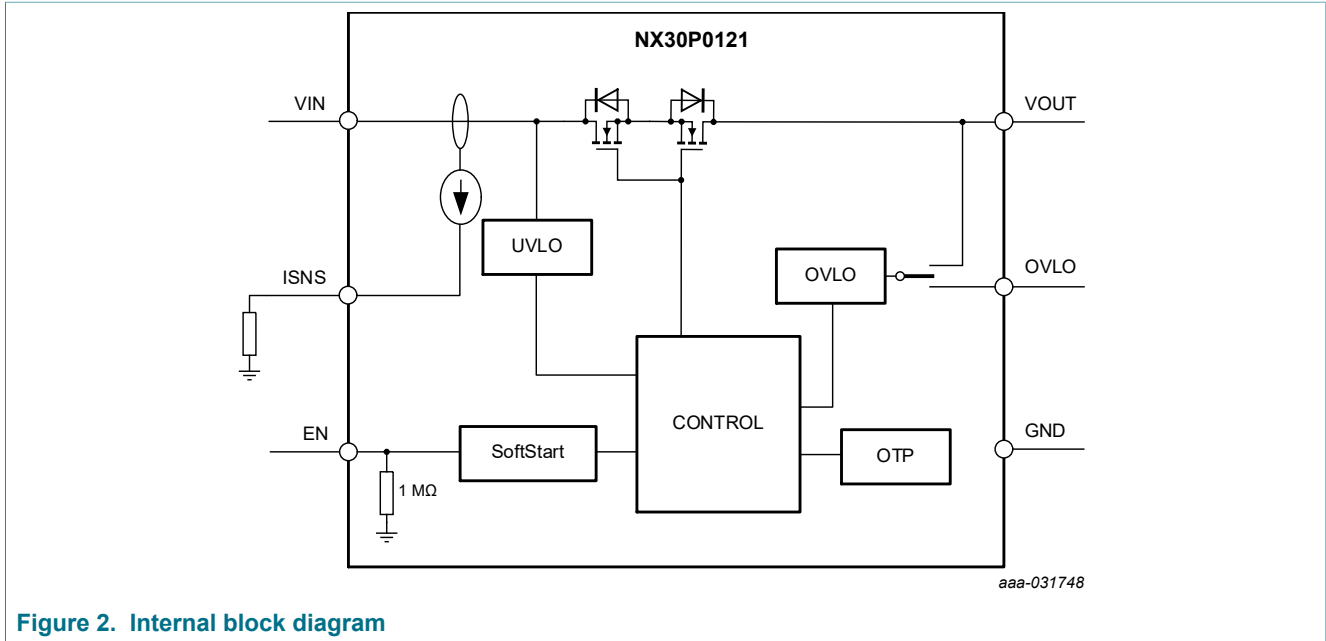 NX30P0121
VIN
VOUT
UVLO
OVLO
OVLO
ISNS
CONTROL
EN
SoftStart
OTP
GND
1 MΩ
aaa-031748
Figure 2. Internal block diagram